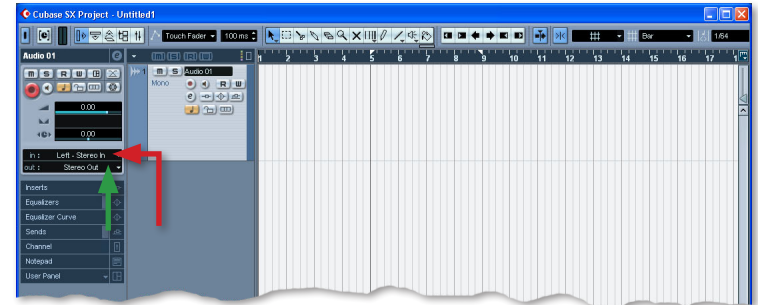 Cubase SX Project - Untitled1
Touch Fader 100 ms Bar 1/64
Audio 01
M S R W
0.00
0.00
in : Left - Stereo In
out : Stereo Out
Inserts
Equalizers
Equalizer Curve
Sends
Channel
Notepad
User Panel
M S R W
1 M S Audio 01
Mono R W
e
2 3 4 5 6 7 8 9 10 11 12 13 14 15 16 17